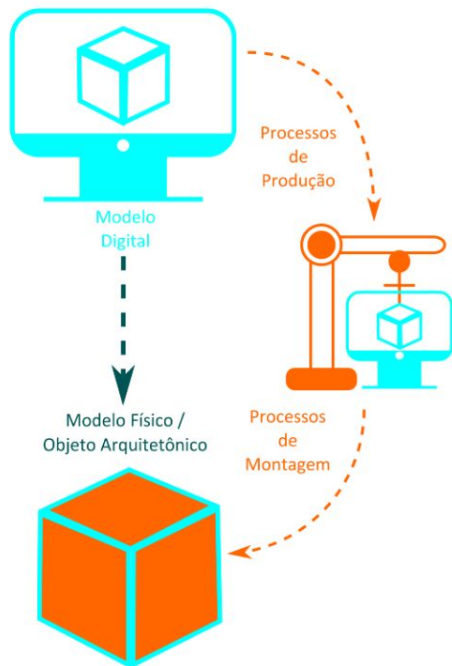 Processos
de
Produção
Modelo
Digital
Modelo Físico /
Objeto Arquitetônico
Processos
de
Montagem